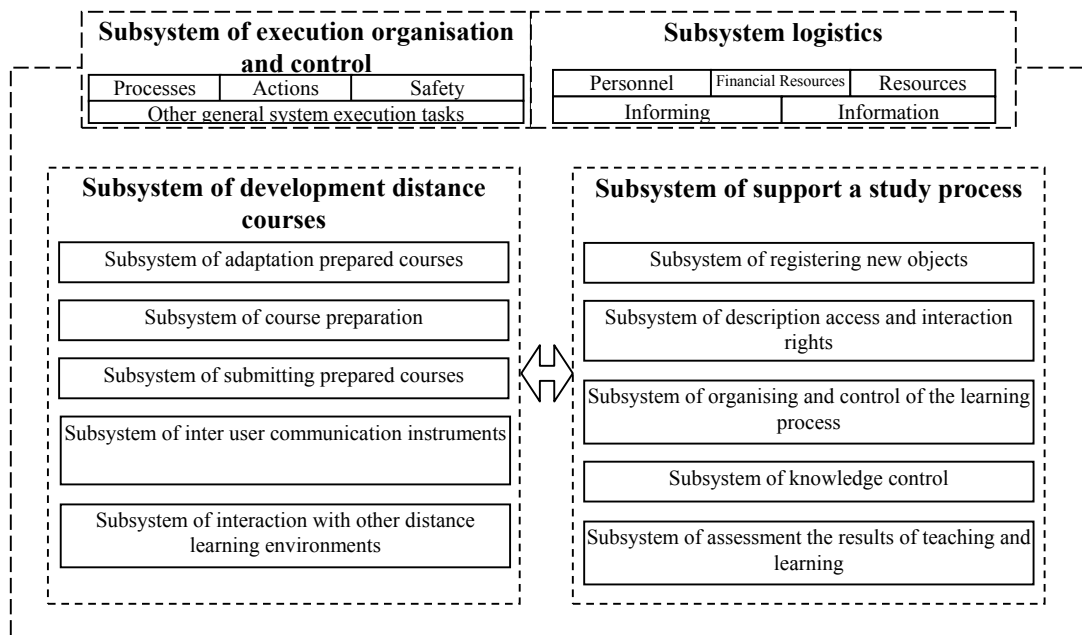 Subsystem of execution organisation
and control
Processes Actions Safety
Other general system execution tasks
Subsystem logistics
Personnel Financial Resources Resources
Informing Information
Subsystem of development distance
courses
Subsystem of adaptation prepared courses
Subsystem of course preparation
Subsystem of submitting prepared courses
Subsystem of inter user communication instruments
Subsystem of interaction with other distance
learning environments
Subsystem of support a study process
Subsystem of registering new objects
Subsystem of description access and interaction
rights
Subsystem of organising and control of the learning
process
Subsystem of knowledge control
Subsystem of assessment the results of teaching and
learning